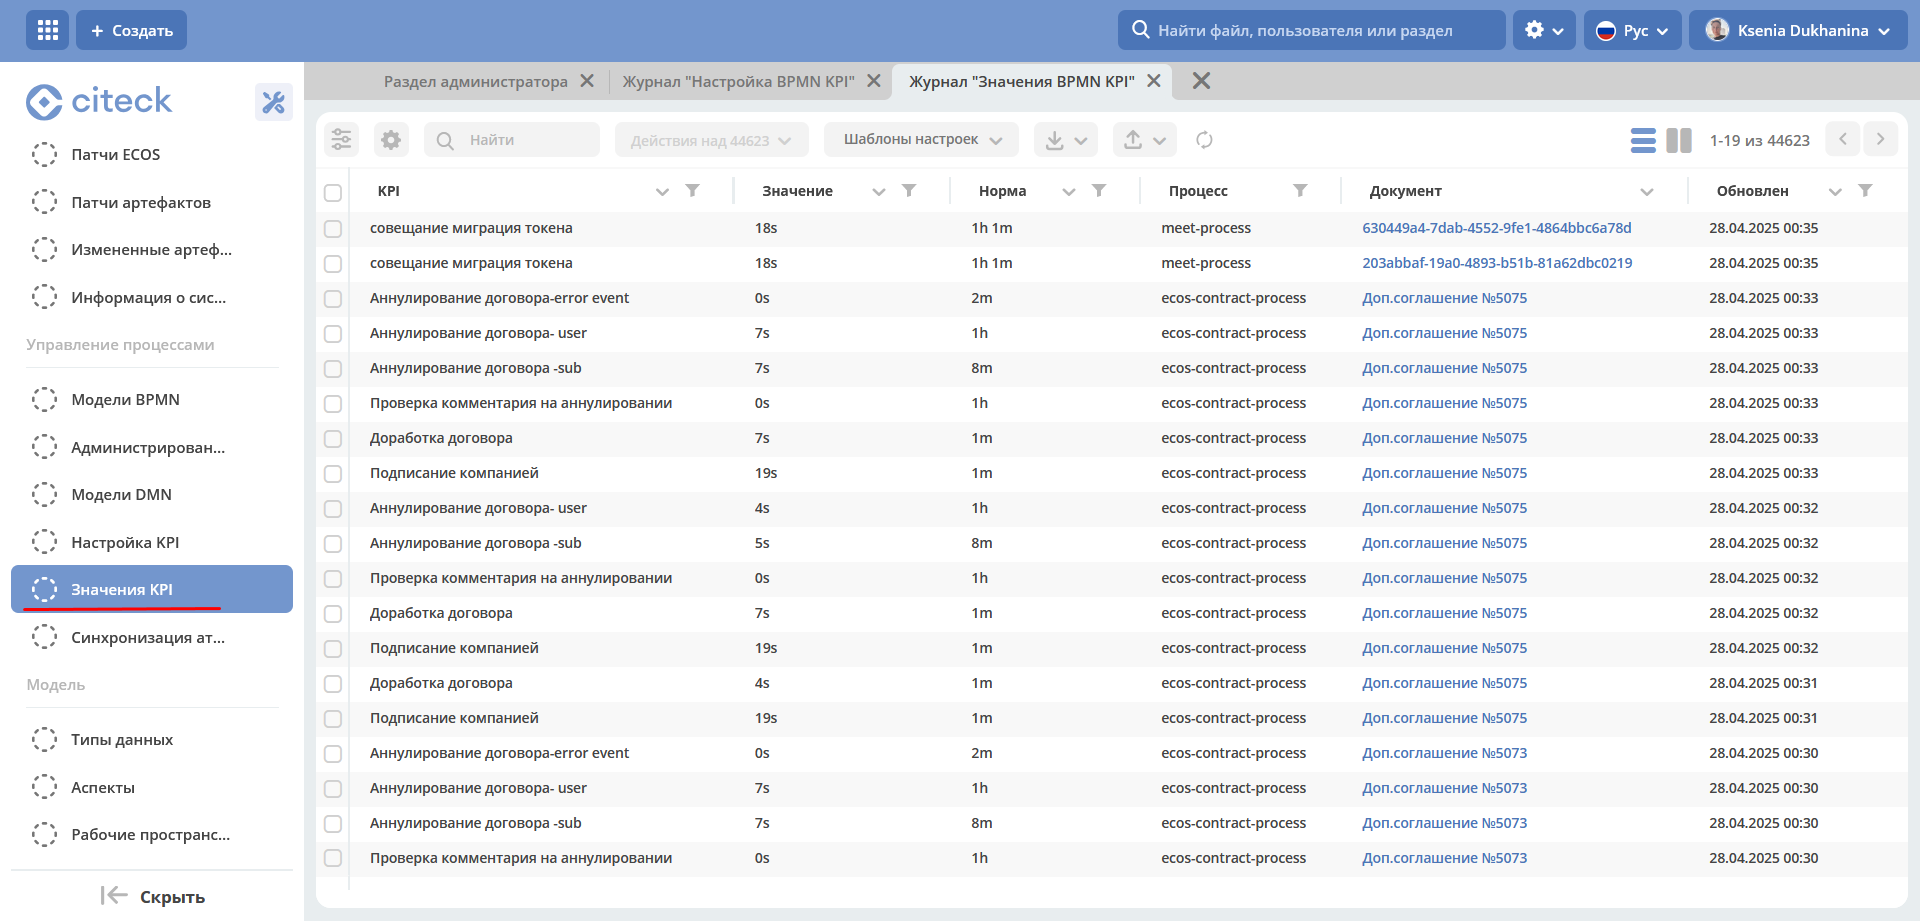 Создать
Найти файл, пользователя или раздел
Рус
Ksenia Dukhanina
citeck
Патчи ECOS
Патчи артефактов
Измененные артеф...
Информация о сис...
Управление процессами
Модели BPMN
Администрирован...
Модели DMN
Настройка KPI
Значения KPI
Синхронизация ат...
Модель
Типы данных
Аспекты
Рабочие пространс...
Скрыть
Раздел администратора
Журнал "Настройка BPMN KPI"
Журнал "Значения BPMN KPI"
Найти
Действия над 44623
Шаблоны настроек
1-19 из 44623
KPI Значение Норма Процесс Документ Обновлен
совещание миграция токена 18s 1h 1m meet-process 630449a4-7dab-4552-9fe1-4864bbc6a78d 28.04.2025 00:35
совещание миграция токена 18s 1h 1m meet-process 203abbaf-19a0-4893-b51b-81a62dbc0219 28.04.2025 00:35
Аннулирование договора-error event 0s 2m ecos-contract-process Доп.соглашение №5075 28.04.2025 00:33
Аннулирование договора- user 7s 1h ecos-contract-process Доп.соглашение №5075 28.04.2025 00:33
Аннулирование договора -sub 7s 8m ecos-contract-process Доп.соглашение №5075 28.04.2025 00:33
Проверка комментария на аннулировании 0s 1h ecos-contract-process Доп.соглашение №5075 28.04.2025 00:33
Доработка договора 7s 1m ecos-contract-process Доп.соглашение №5075 28.04.2025 00:33
Подписание компанией 19s 1m ecos-contract-process Доп.соглашение №5075 28.04.2025 00:33
Аннулирование договора- user 4s 1h ecos-contract-process Доп.соглашение №5075 28.04.2025 00:32
Аннулирование договора -sub 5s 8m ecos-contract-process Доп.соглашение №5075 28.04.2025 00:32
Проверка комментария на аннулировании 0s 1h ecos-contract-process Доп.соглашение №5075 28.04.2025 00:32
Доработка договора 7s 1m ecos-contract-process Доп.соглашение №5075 28.04.2025 00:32
Подписание компанией 19s 1m ecos-contract-process Доп.соглашение №5075 28.04.2025 00:32
Доработка договора 4s 1m ecos-contract-process Доп.соглашение №5075 28.04.2025 00:31
Подписание компанией 19s 1m ecos-contract-process Доп.соглашение №5075 28.04.2025 00:31
Аннулирование договора-error event 0s 2m ecos-contract-process Доп.соглашение №5073 28.04.2025 00:30
Аннулирование договора- user 7s 1h ecos-contract-process Доп.соглашение №5073 28.04.2025 00:30
Аннулирование договора -sub 7s 8m ecos-contract-process Доп.соглашение №5073 28.04.2025 00:30
Проверка комментария на аннулировании 0s 1h ecos-contract-process Доп.соглашение №5073 28.04.2025 00:30